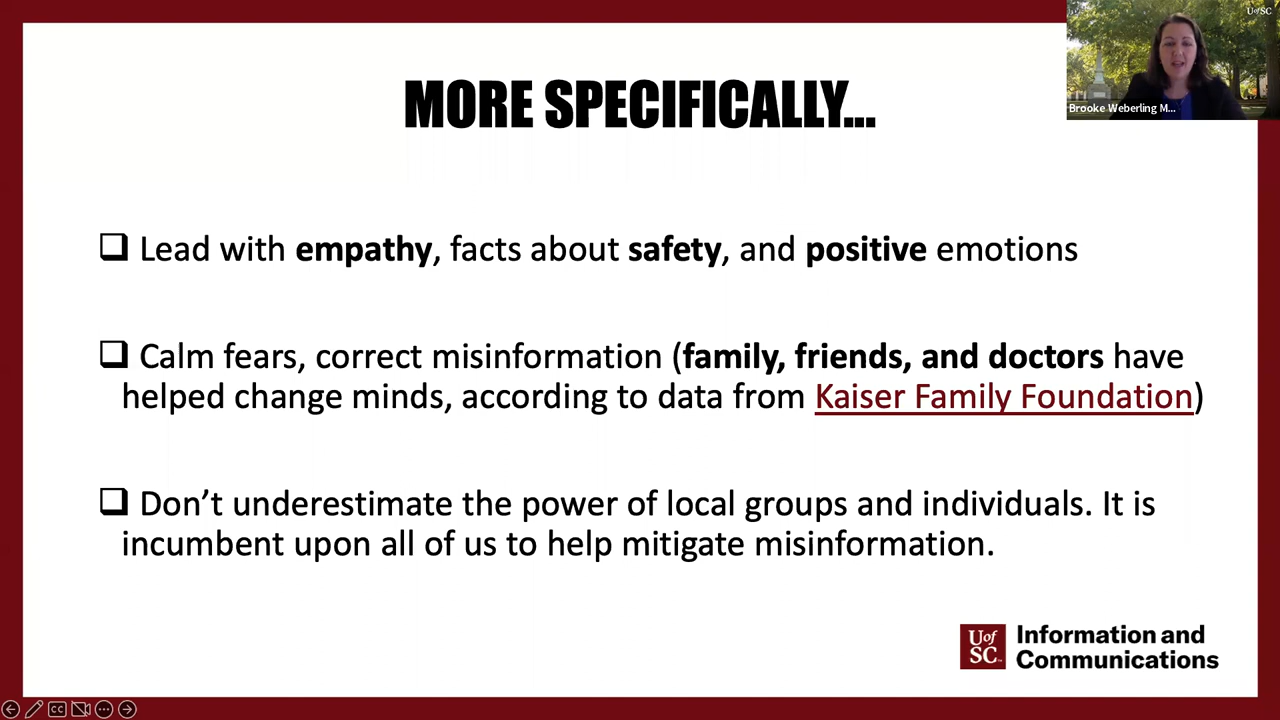 UofSC
Brooke Weberling M...
MORE SPECIFICALLY...
❑ Lead with empathy, facts about safety, and positive emotions
❑ Calm fears, correct misinformation (family, friends, and doctors have
helped change minds, according to data from Kaiser Family Foundation)
❑ Don’t underestimate the power of local groups and individuals. It is
incumbent upon all of us to help mitigate misinformation.
UofSC
Information and
Communications
CC